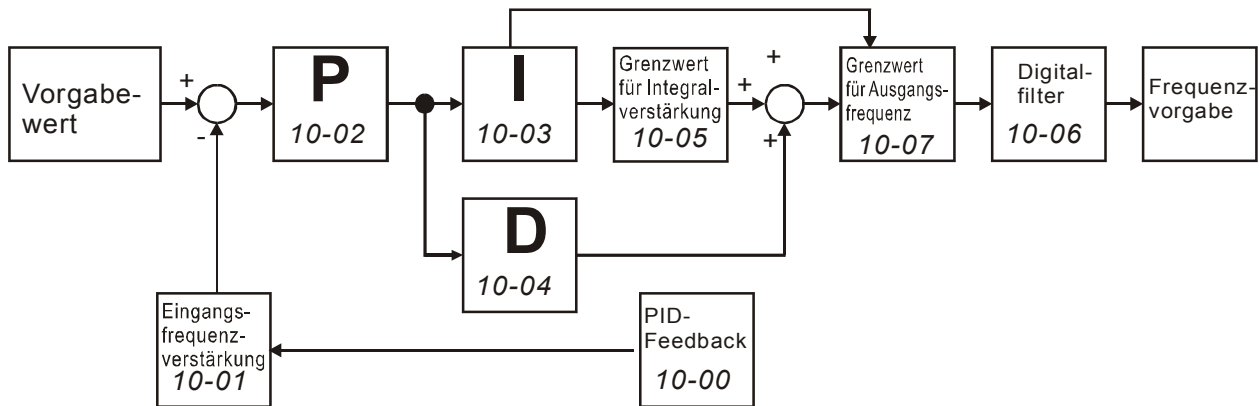 Vorgabe-
wert
+
-
P
10-02
I
10-03
Grenzwert
für Integral-
verstärkung
10-05
+
+
+
Grenzwert
für Ausgangs-
frequenz
10-07
Digital-
filter
10-06
Frequenz-
vorgabe
D
10-04
Eingangs-
frequenz-
verstärkung
10-01
PID-
Feedback
10-00